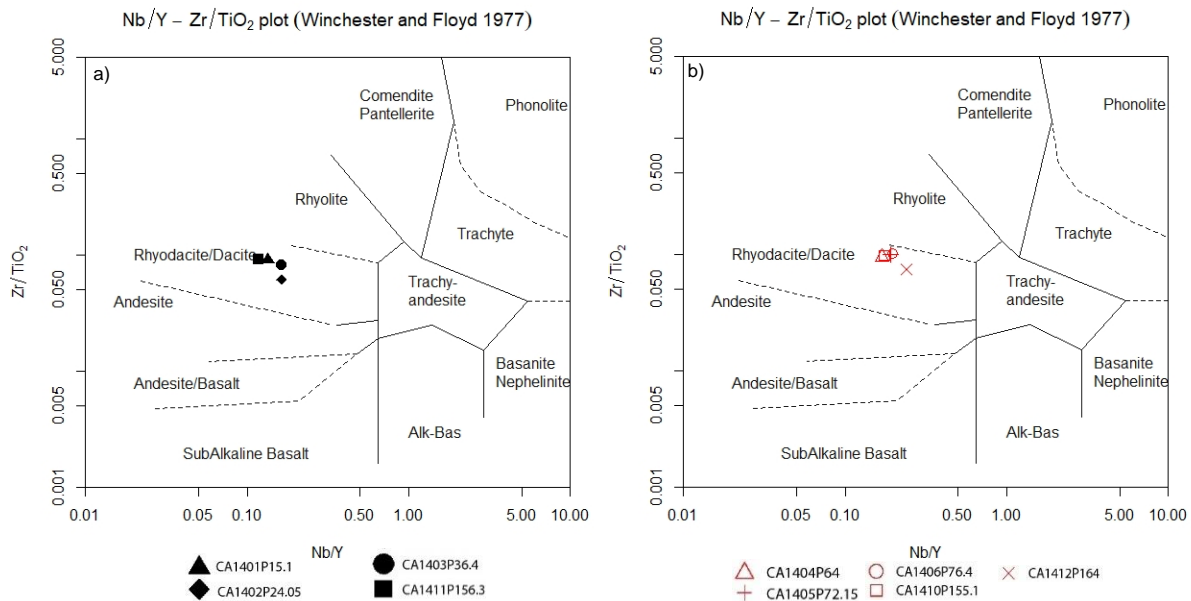 Nb/Y – Zr/TiO2 plot (Winchester and Floyd 1977)
a)
5.000
0.500
0.050
0.005
0.001
Zr/TiO2
Comendite
Pantellerite
Phonolite
Rhyolite
Trachyte
Rhyodacite/Dacite
Trachy-
andesite
Andesite
Basanite
Nephelinite
Andesite/Basalt
Alk-Bas
SubAlkaline Basalt
0.01 0.05 0.10 0.50 1.00 5.00 10.00
Nb/Y
CA1401P15.1 CA1403P36.4
CA1402P24.05 CA1411P156.3
Nb/Y – Zr/TiO2 plot (Winchester and Floyd 1977)
b)
5.000
0.500
0.050
0.005
0.001
Zr/TiO2
Comendite
Pantellerite
Phonolite
Rhyolite
Trachyte
Rhyodacite/Dacite
Trachy-
andesite
Andesite
Basanite
Nephelinite
Andesite/Basalt
Alk-Bas
SubAlkaline Basalt
0.01 0.05 0.10 0.50 1.00 5.00 10.00
Nb/Y
CA1404P64 CA1406P76.4 CA1412P164
CA1405P72.15 CA1410P155.1